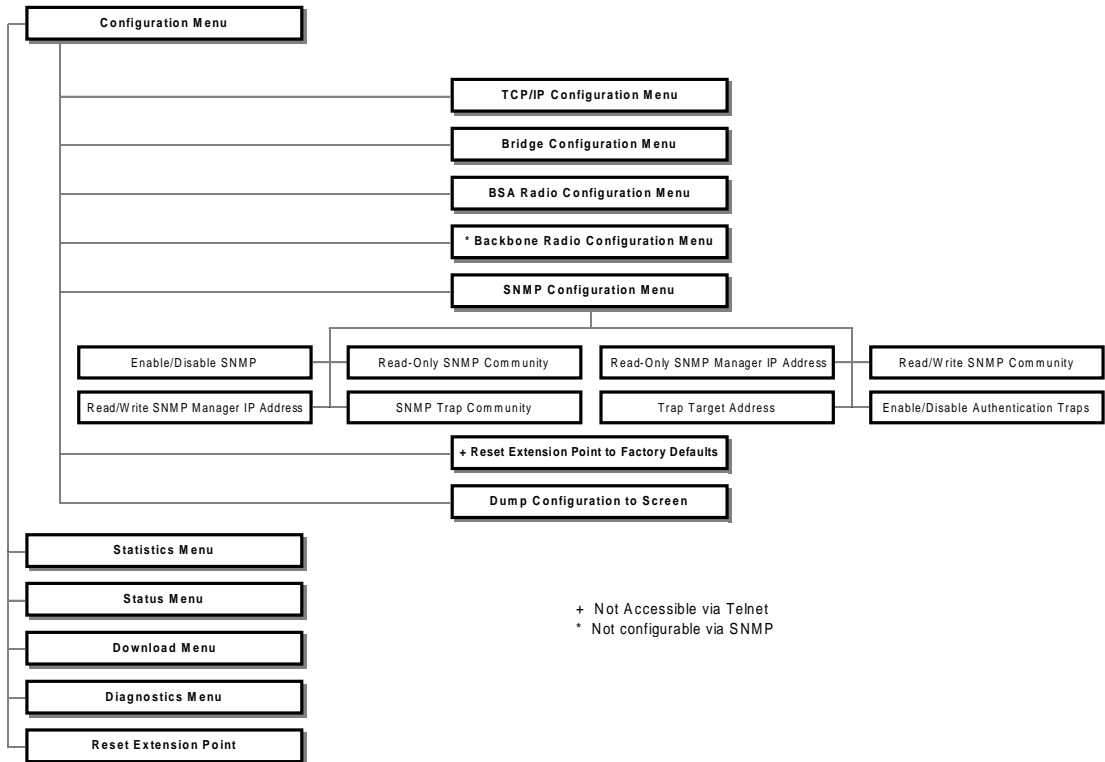 Configuration Menu
TCP/IP Configuration Menu
Bridge Configuration Menu
BSA Radio Configuration Menu
* Backbone Radio Configuration Menu
SNMP Configuration Menu
Enable/Disable SNMP
Read-Only SNMP Community
Read-Only SNMP Manager IP Address
Read/Write SNMP Community
Read/Write SNMP Manager IP Address
SNMP Trap Community
Trap Target Address
Enable/Disable Authentication Traps
+ Reset Extension Point to Factory Defaults
Dump Configuration to Screen
Statistics Menu
Status Menu
+ Not Accessible via Telnet
* Not configurable via SNMP
Download Menu
Diagnostics Menu
Reset Extension Point